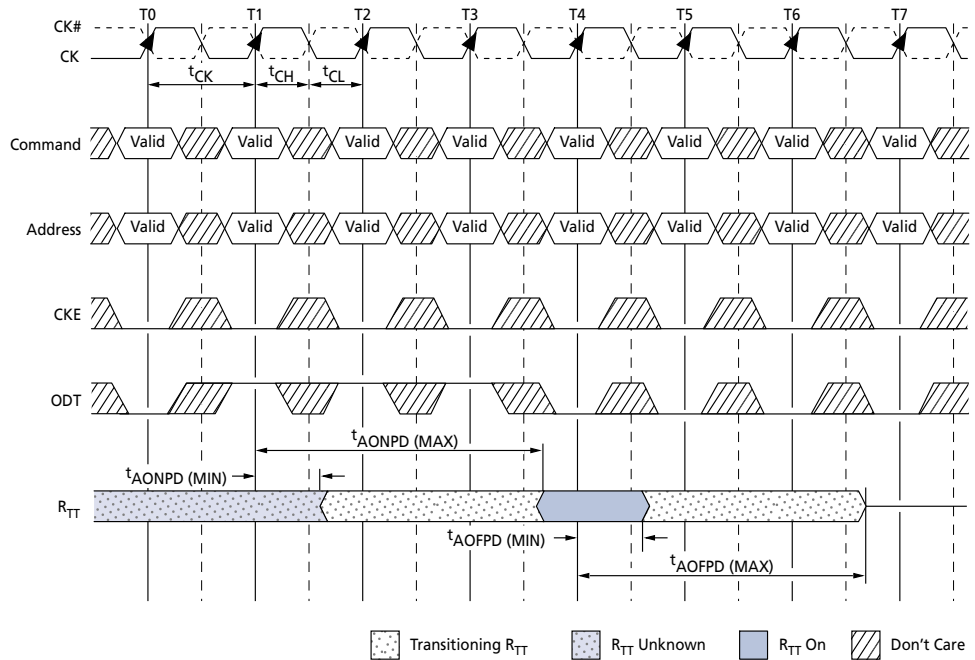 T0 T1 T2 T3 T4 T5 T6 T7
CK#
CK
tCK tCH tCL
Command Valid Valid Valid Valid Valid Valid Valid Valid
Address Valid Valid Valid Valid Valid Valid Valid Valid
CKE
ODT
tAONPD (MAX)
tAONPD (MIN)
RTT
tAOFPD (MIN)
tAOFPD (MAX)
Transitioning RTT RTT Unknown RTT On Don't Care